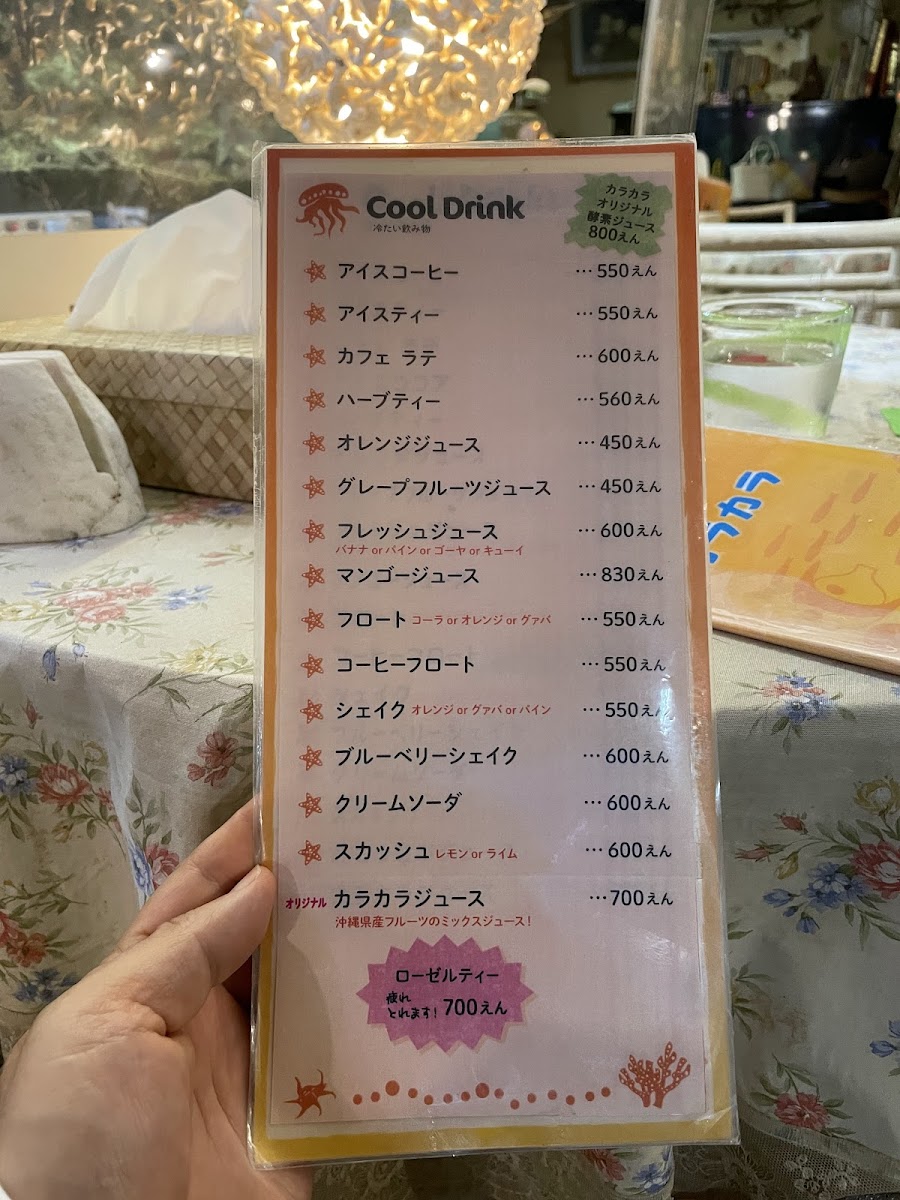 Cool Drink
冷たい飲み物
カラカラ
オリジナル
酵素ジュース
800えん
アイスコーヒー …550えん
アイスティー …550えん
カフェ ラテ …600えん
ハーブティー …560えん
オレンジジュース …450えん
グレープフルーツジュース …450えん
フレッシュジュース …600えん
バナナ or パイン or ゴーヤ or キューイ
マンゴージュース …830えん
フロート コーラ or オレンジ or グァバ …550えん
コーヒーフロート …550えん
シェイク オレンジ or グァバ or パイン …550えん
ブルーベリーシェイク …600えん
クリームソーダ …600えん
スカッシュ レモン or ライム …600えん
オリジナル カラカラジュース …700えん
沖縄県産フルーツのミックスジュース!
ローゼルティー
疲れ
とれます! 700えん
カラ